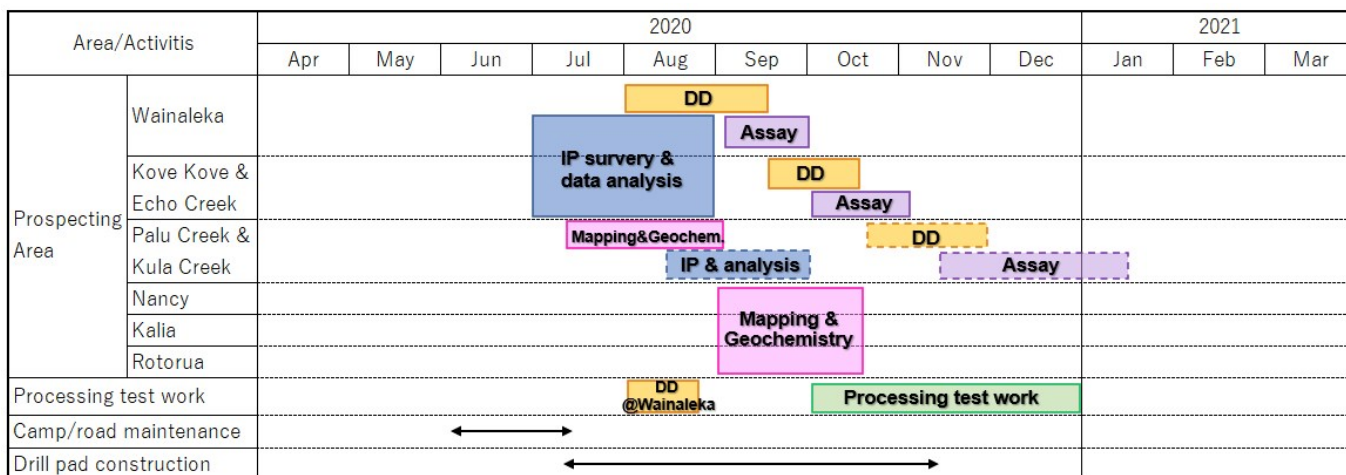 Area/Activitis
2020
2021
Apr
May
Jun
Jul
Aug
Sep
Oct
Nov
Dec
Jan
Feb
Mar
Prospecting
Area
Wainaleka
DD
Assay
IP survery &
data analysis
Kove Kove &
Echo Creek
DD
Assay
Palu Creek &
Kula Creek
Mapping&Geochem.
IP & analysis
DD
Assay
Nancy
Kalia
Rotorua
Mapping &
Geochemistry
Processing test work
DD
@Wainaleka
Processing test work
Camp/road maintenance
Drill pad construction